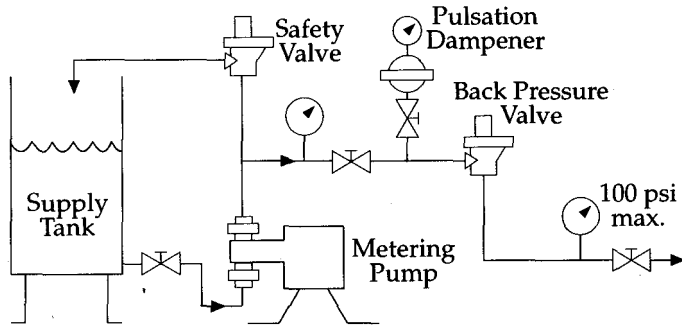 Safety
Valve
Pulsation
Dampener
Back Pressure
Valve
Supply
Tank
Metering
Pump
100 psi
max.